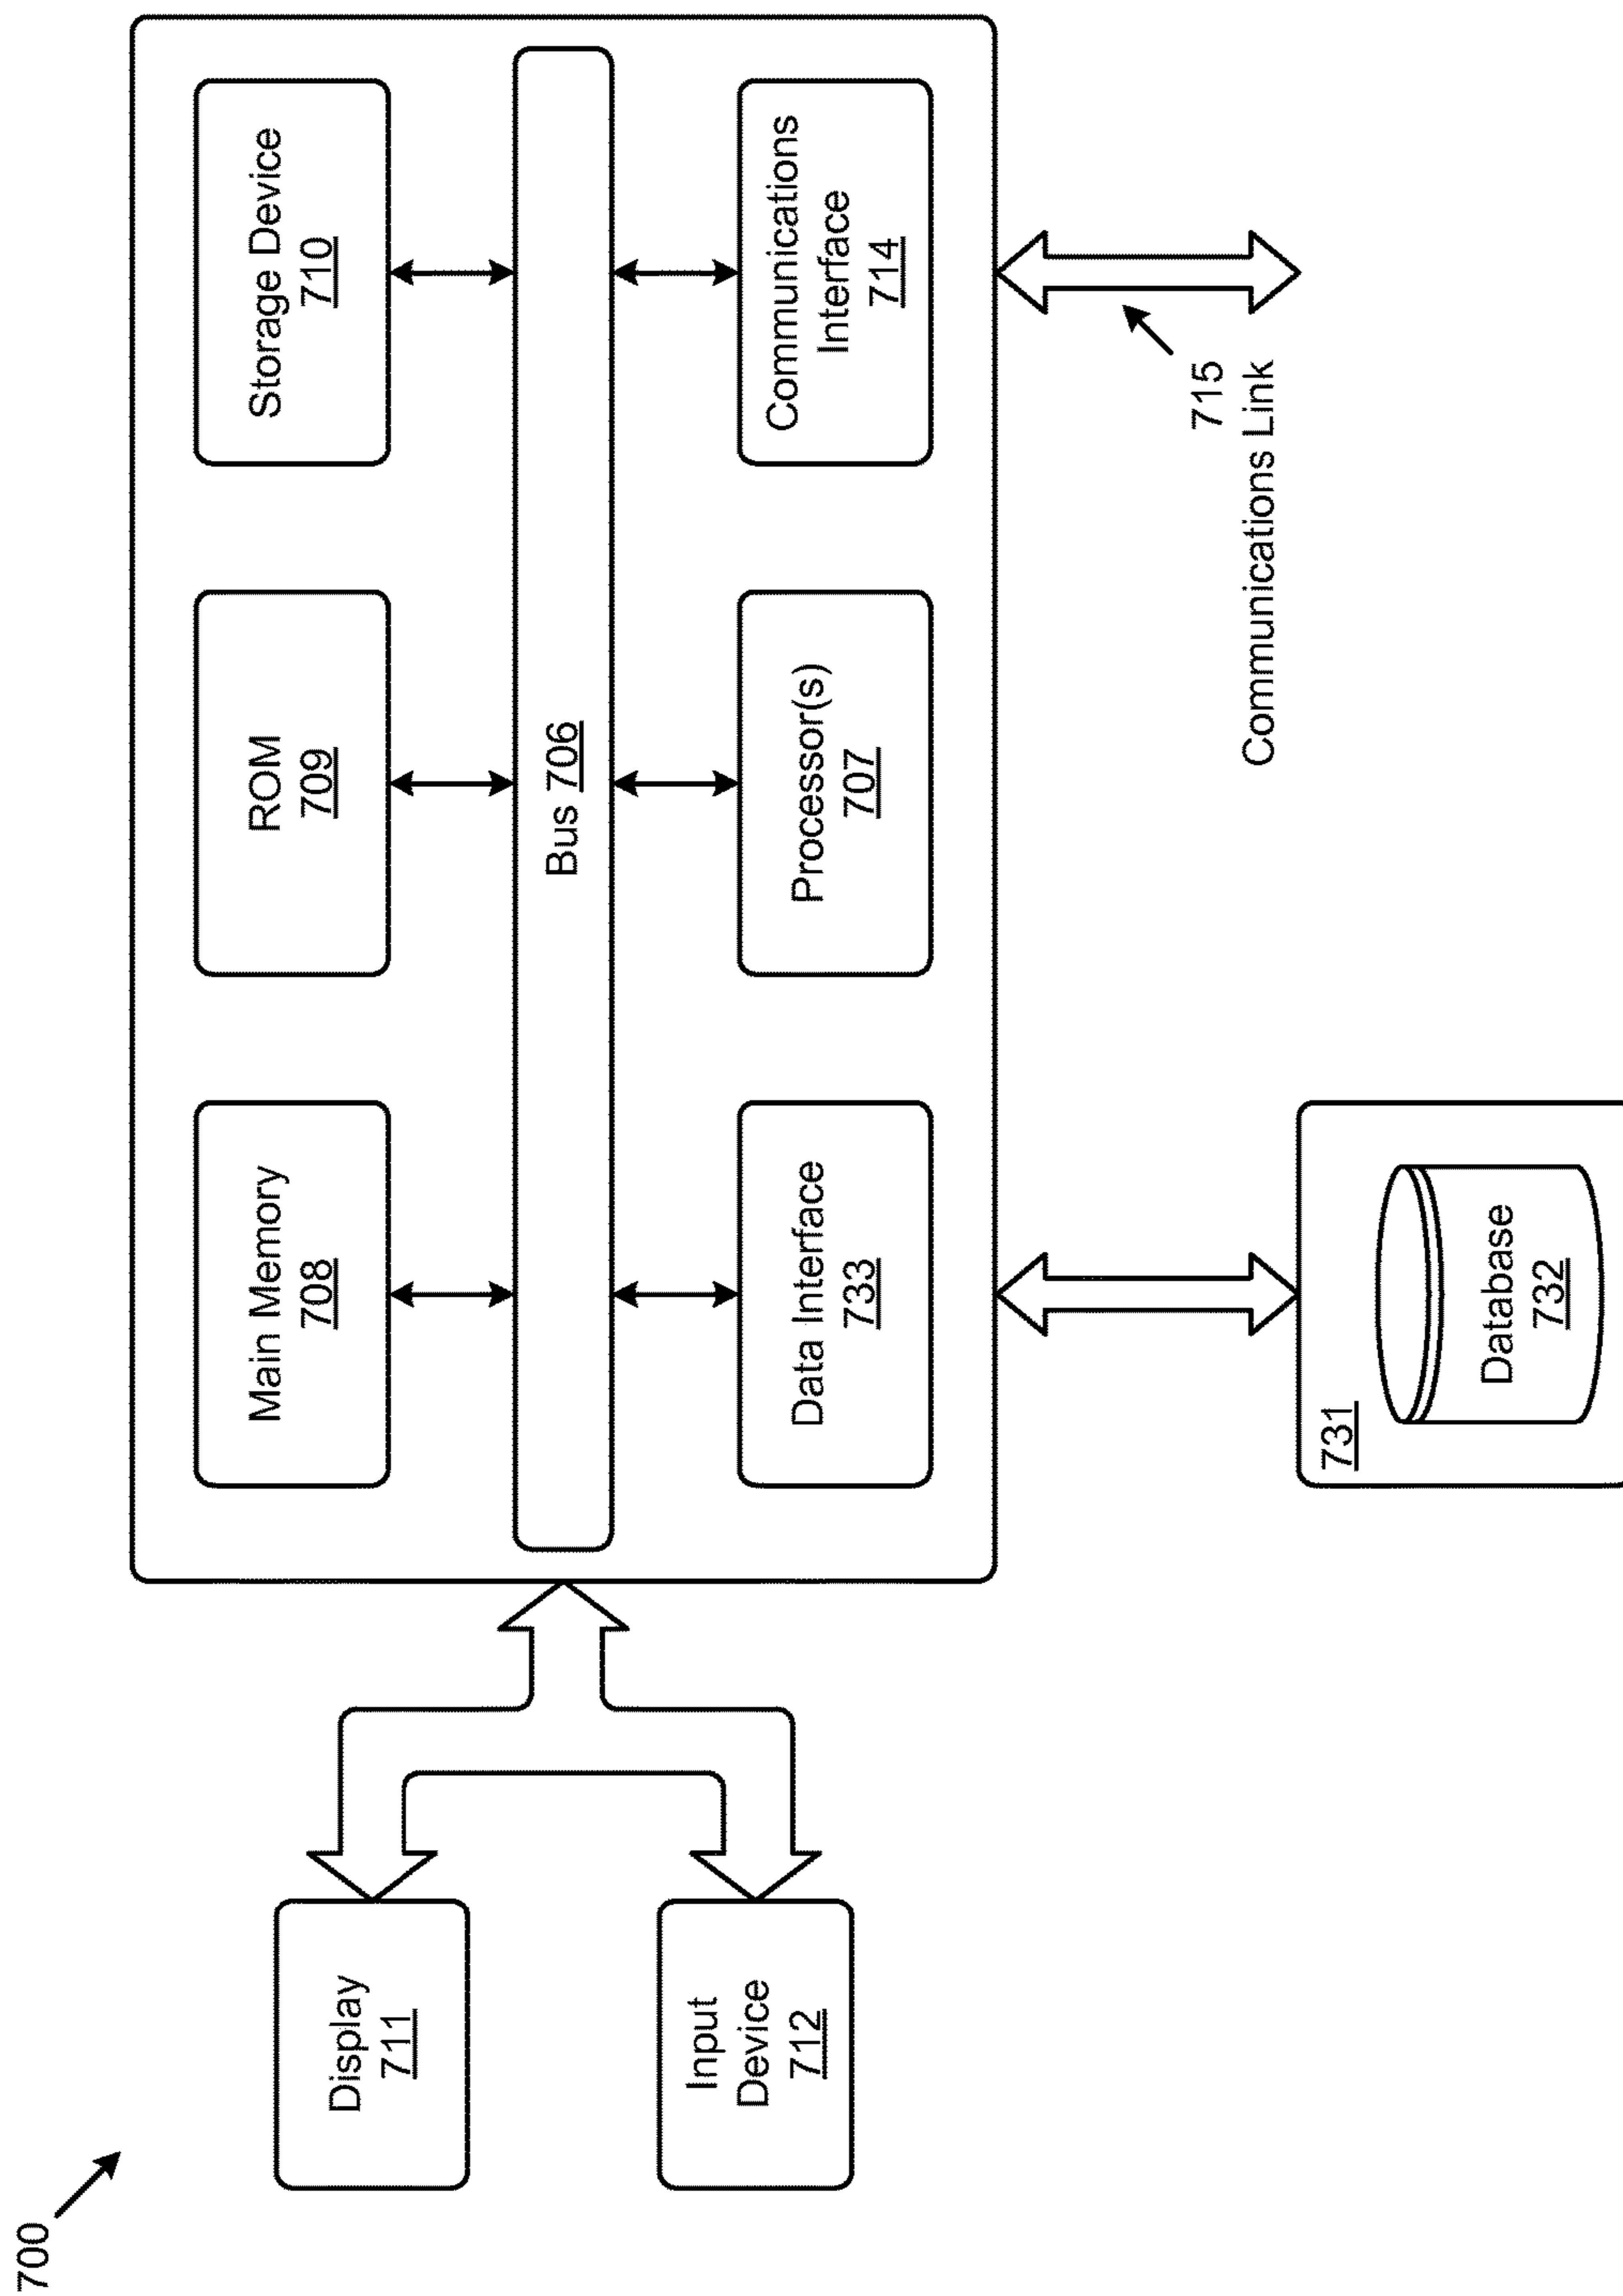 700
Display
711
Input
Device
712
Main Memory
708
ROM
709
Storage Device
710
Bus 706
Data Interface
733
Processor(s)
707
Communications
Interface
714
715
Communications Link
731
Database
732